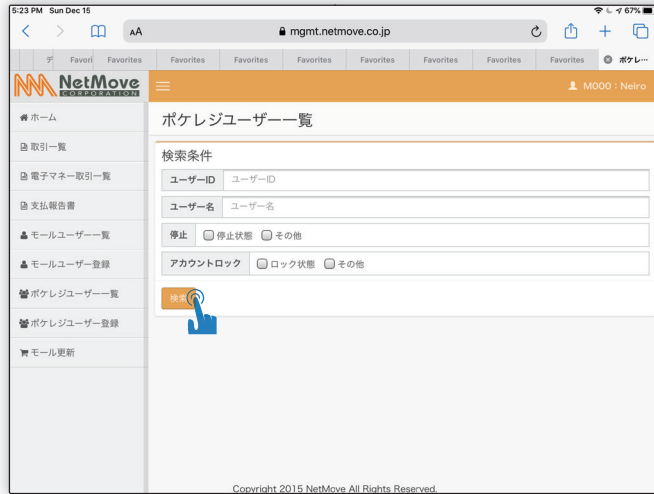 5:23 PM Sun Dec 15
67%
AA
mgmt.netmove.co.jp
デ Favori Favorites Favorites Favorites Favorites Favorites Favorites Favorites Favorites ポケレ…
NetMove
CORPORATION
M000 : Neiro
ホーム
取引一覧
電子マネー取引一覧
支払報告書
モールユーザー一覧
モールユーザー登録
ポケレジユーザー一覧
ポケレジユーザー登録
モール更新
ポケレジユーザー一覧
検索条件
ユーザーID ユーザーID
ユーザー名 ユーザー名
停止 停止状態 その他
アカウントロック ロック状態 その他
検索
Copyright 2015 NetMove All Rights Reserved.